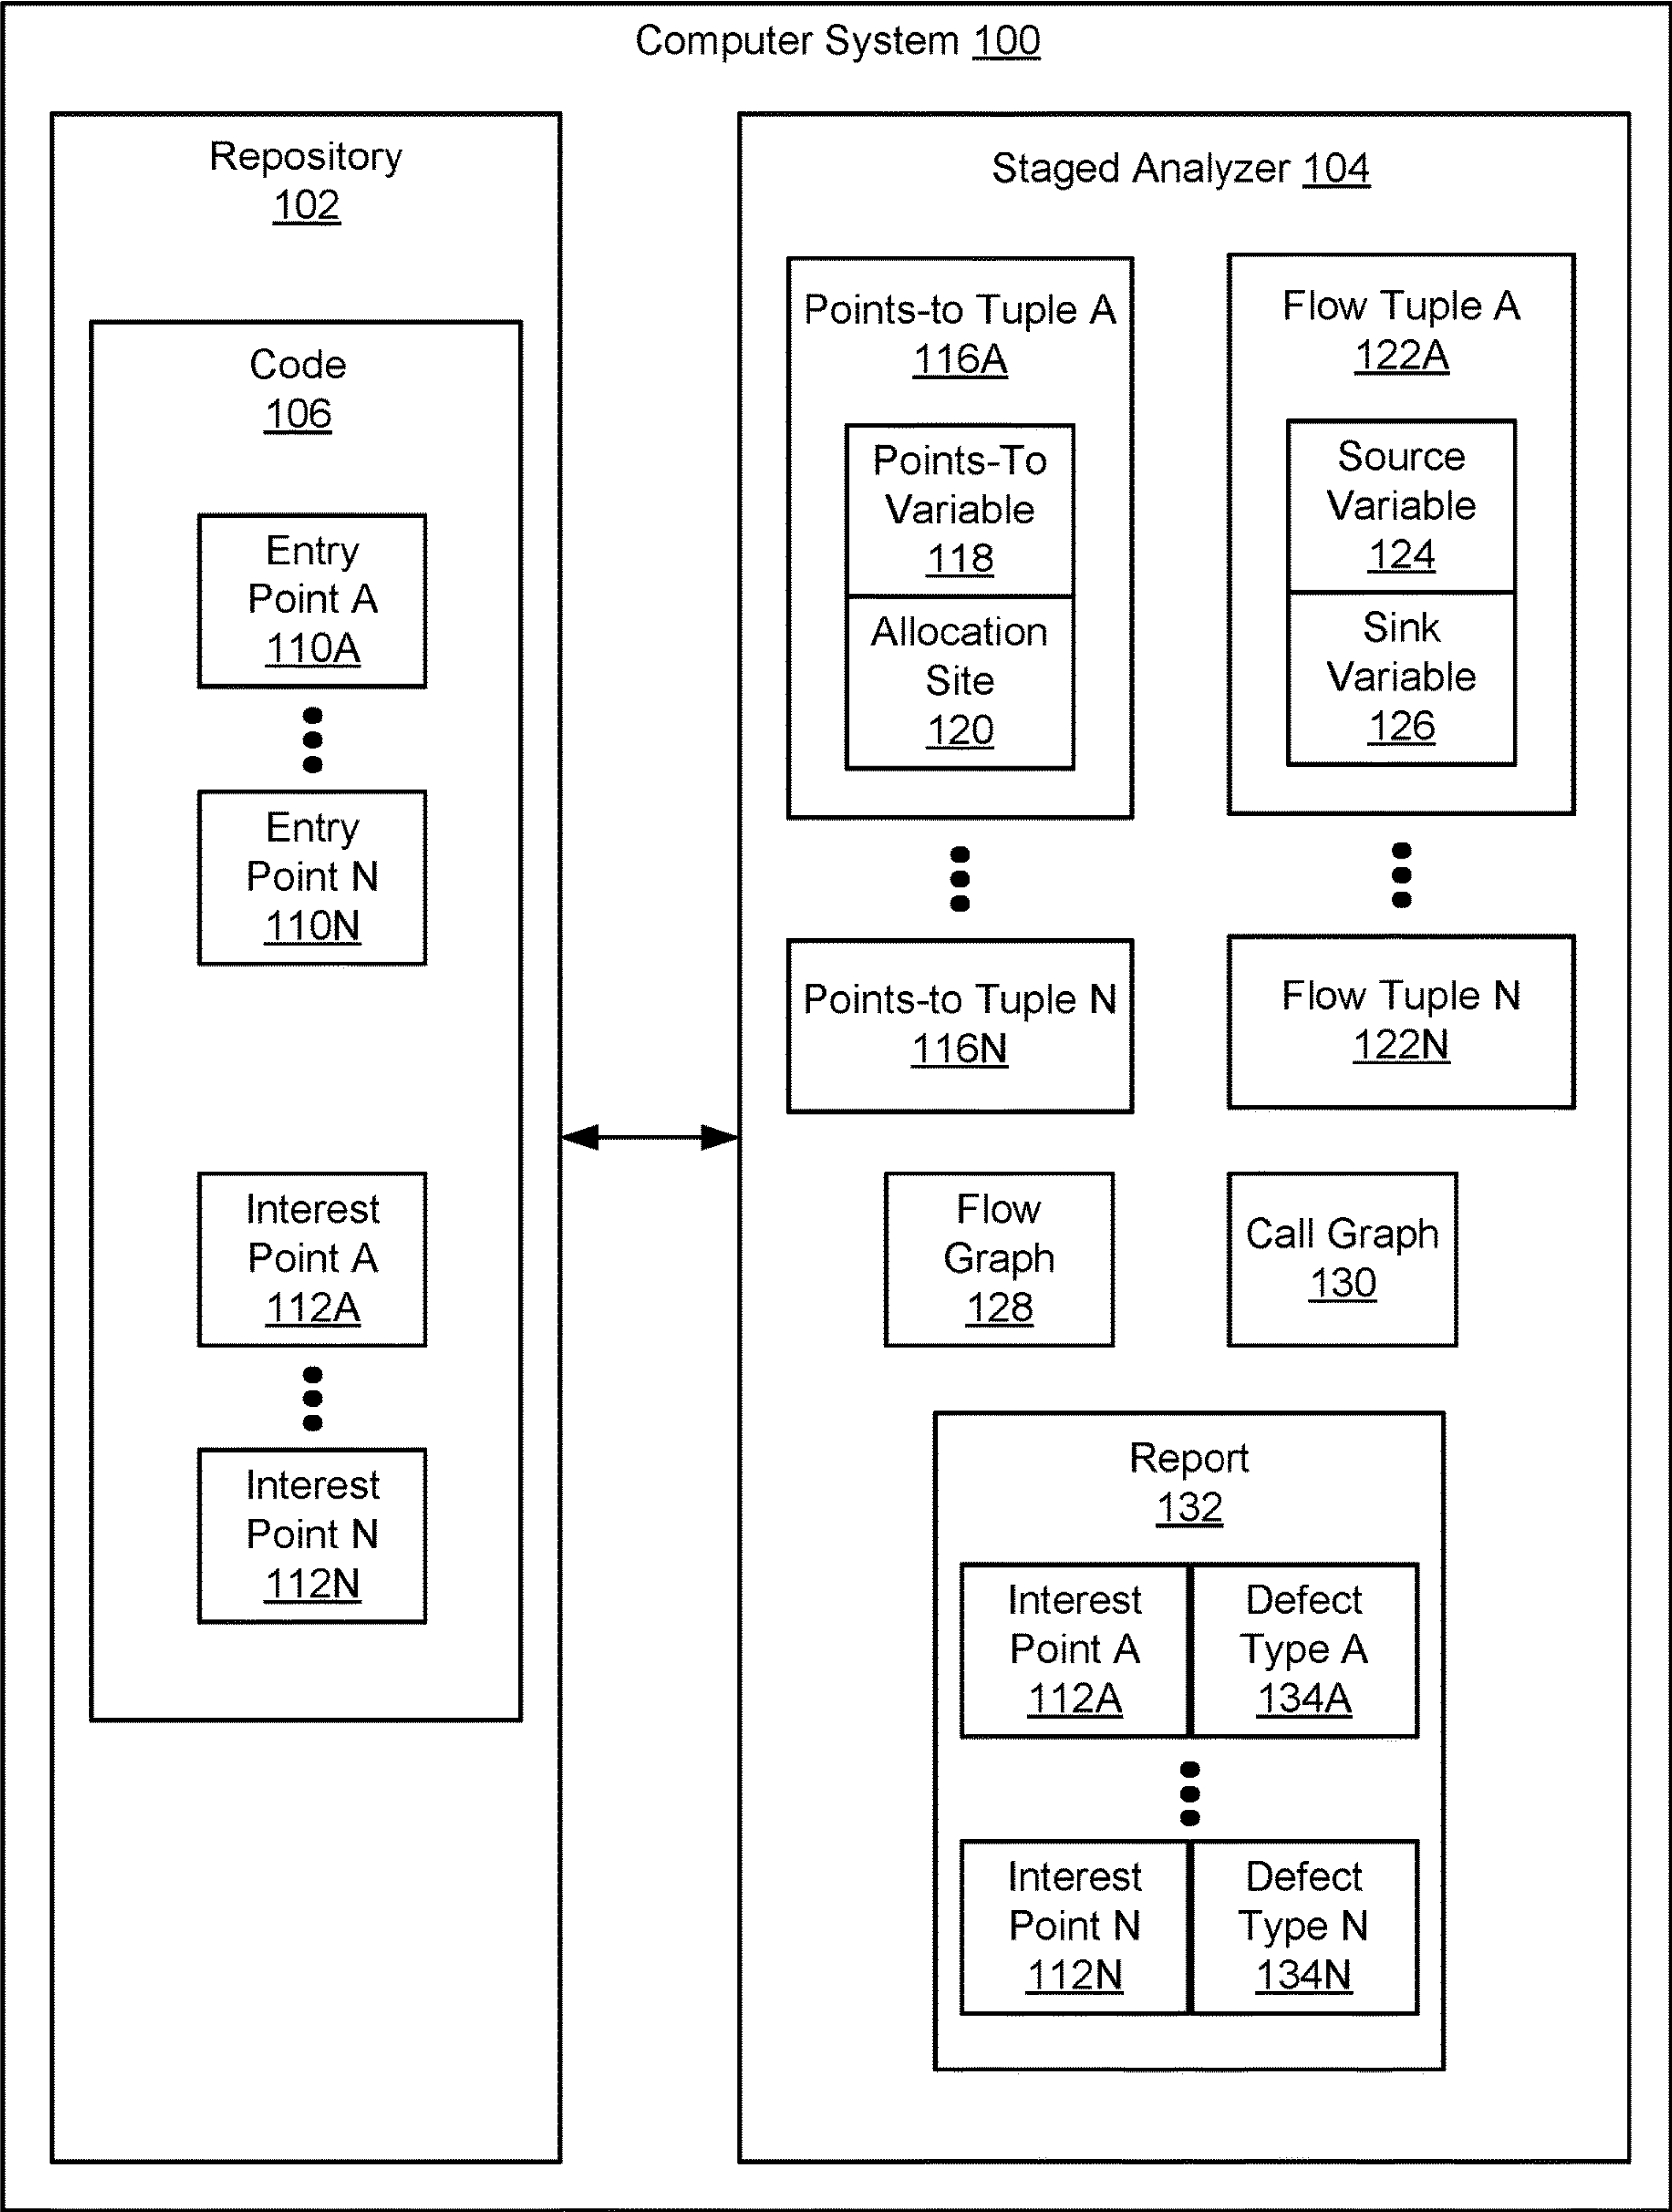 Computer System 100
Repository
102
Code
106
Entry
Point A
110A
Entry
Point N
110N
Interest
Point A
112A
Interest
Point N
112N
Staged Analyzer 104
Points-to Tuple A
116A
Points-To
Variable
118
Allocation
Site
120
Points-to Tuple N
116N
Flow Tuple A
122A
Source
Variable
124
Sink
Variable
126
Flow Tuple N
122N
Flow
Graph
128
Call Graph
130
Report
132
Interest
Point A
112A
Defect
Type A
134A
Interest
Point N
112N
Defect
Type N
134N